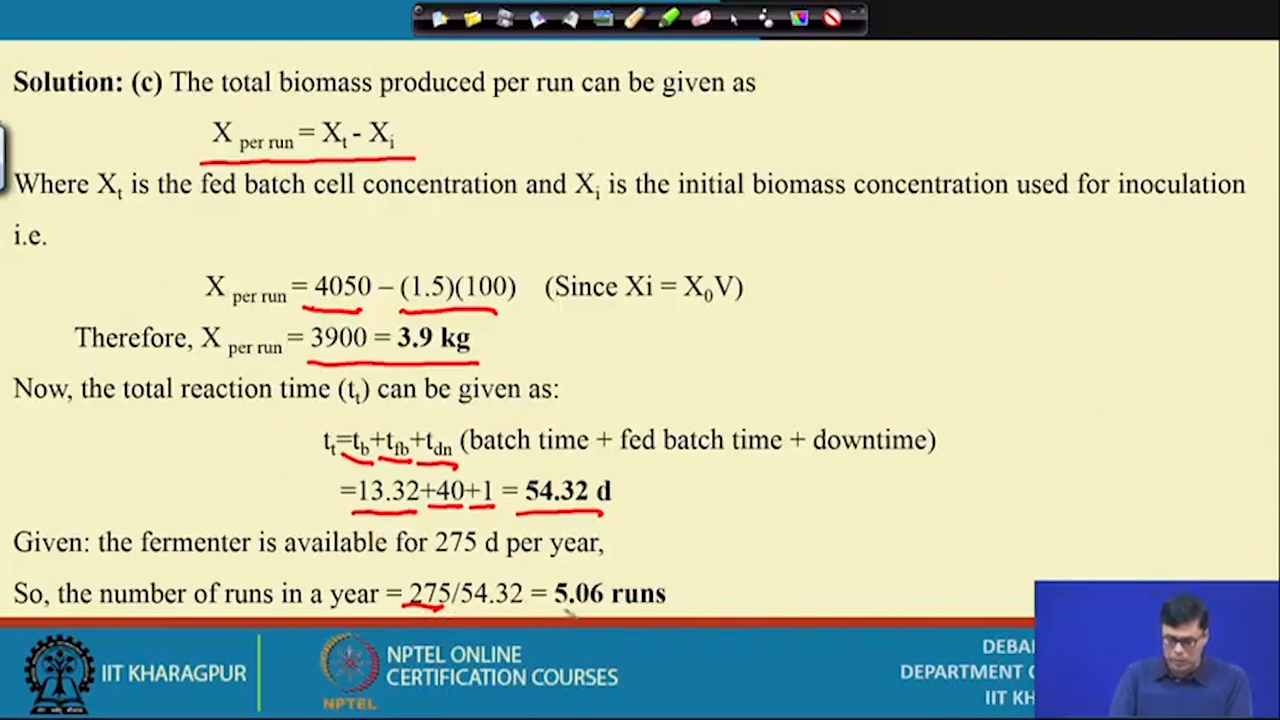 Solution: (c) The total biomass produced per run can be given as
X per run = Xt - Xi
Where Xt is the fed batch cell concentration and Xi is the initial biomass concentration used for inoculation
i.e.
X per run = 4050 – (1.5)(100) (Since Xi = X0V)
Therefore, X per run = 3900 = 3.9 kg
Now, the total reaction time (tt) can be given as:
tt=tb+tfb+tdn (batch time + fed batch time + downtime)
=13.32+40+1 = 54.32 d
Given: the fermenter is available for 275 d per year,
So, the number of runs in a year = 275/54.32 = 5.06 runs
IIT KHARAGPUR
NPTEL
NPTEL ONLINE
CERTIFICATION COURSES
DEBA
DEPARTMENT
IIT KH